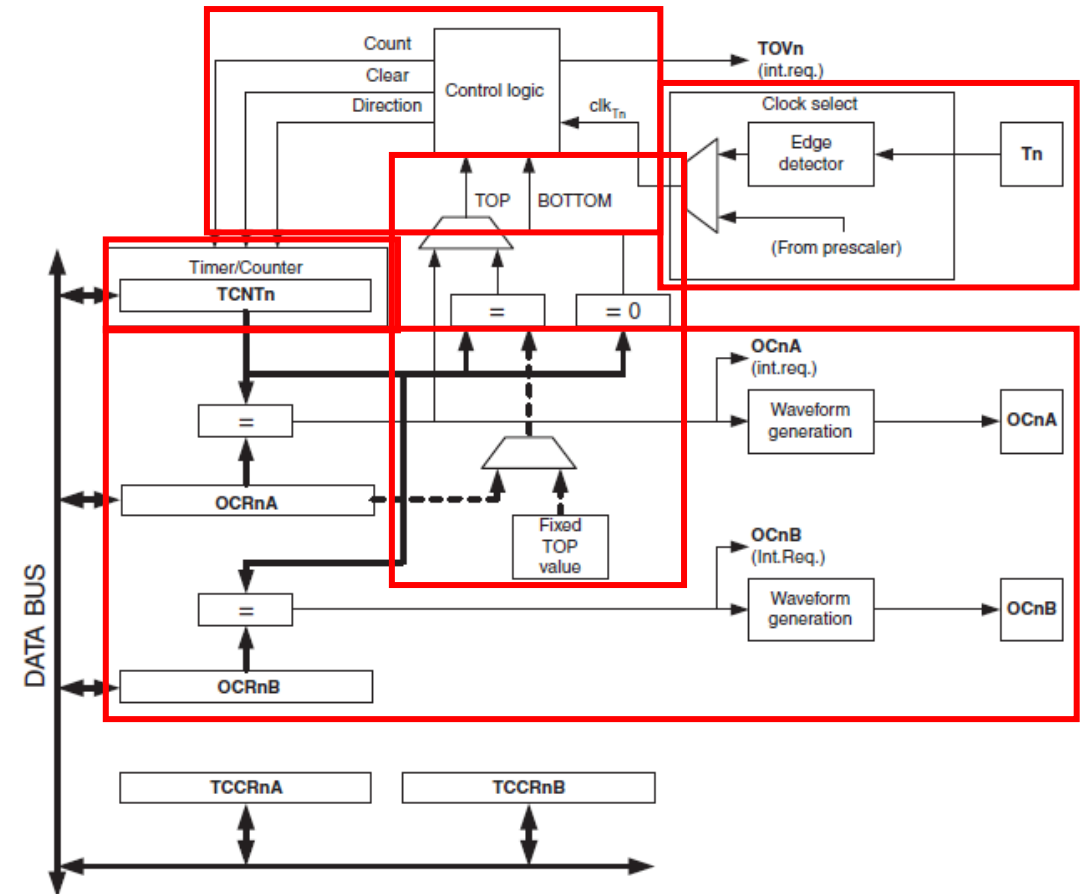 Count
Clear
Direction
Control logic
clkTn
TOVn
(int.req.)
Clock select
Edge
detector
Tn
(From prescaler)
TOP
BOTTOM
Timer/Counter
TCNTn
=
= 0
=
OCnA
(int.req.)
Waveform
generation
OCnA
OCRnA
Fixed
TOP
value
OCnB
(Int.Req.)
=
Waveform
generation
OCnB
OCRnB
DATA BUS
TCCRnA
TCCRnB